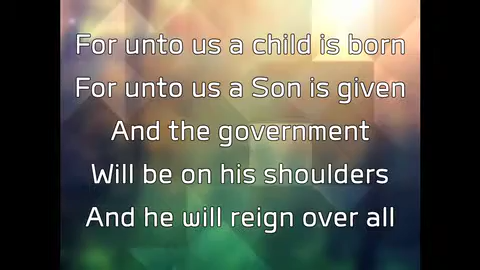 For unto us a child is born
For unto us a Son is given
And the government
Will be on his shoulders
And he will reign over all